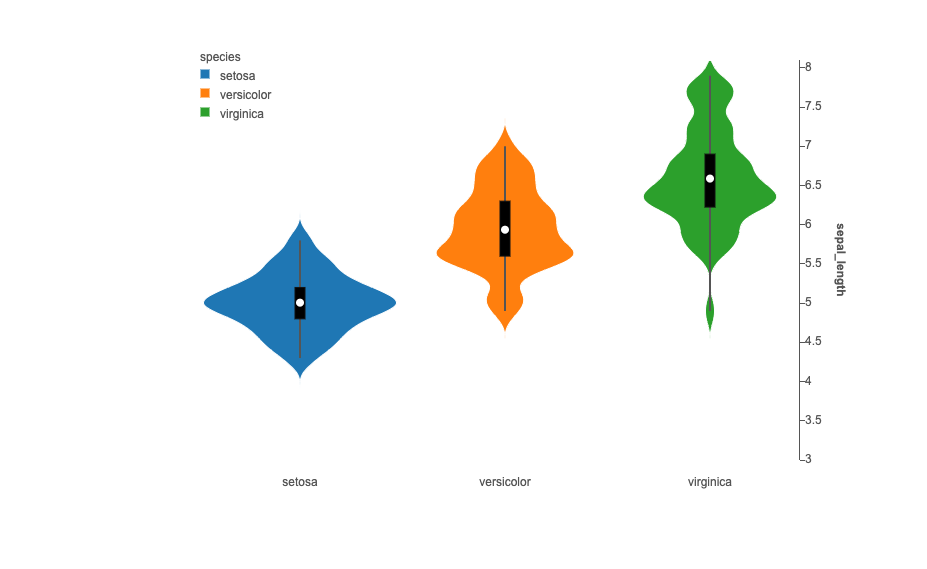 species
setosa
versicolor
virginica
8
7.5
7
6.5
6
5.5
5
4.5
4
3.5
3
sepal_length
setosa
versicolor
virginica